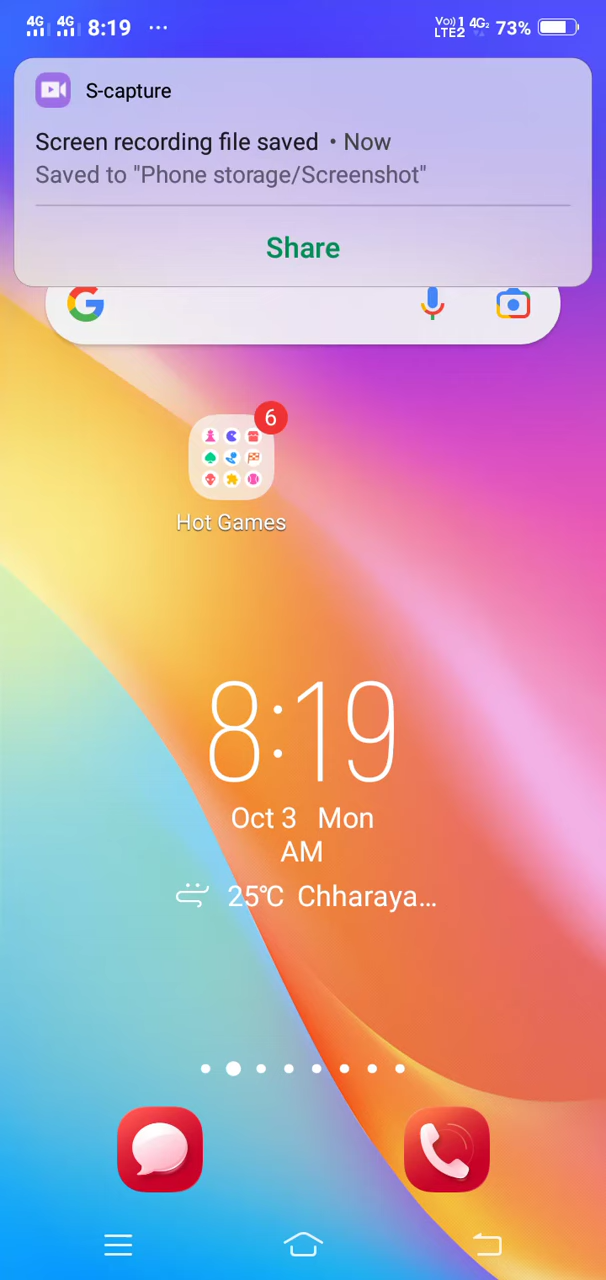 4G 4G 8:19 ... Vo)) 1 LTE2 4G2 73%
S-capture
Screen recording file saved • Now
Saved to "Phone storage/Screenshot"
Share
6
Hot Games
8:19
Oct 3 Mon
AM
25℃ Chharaya...